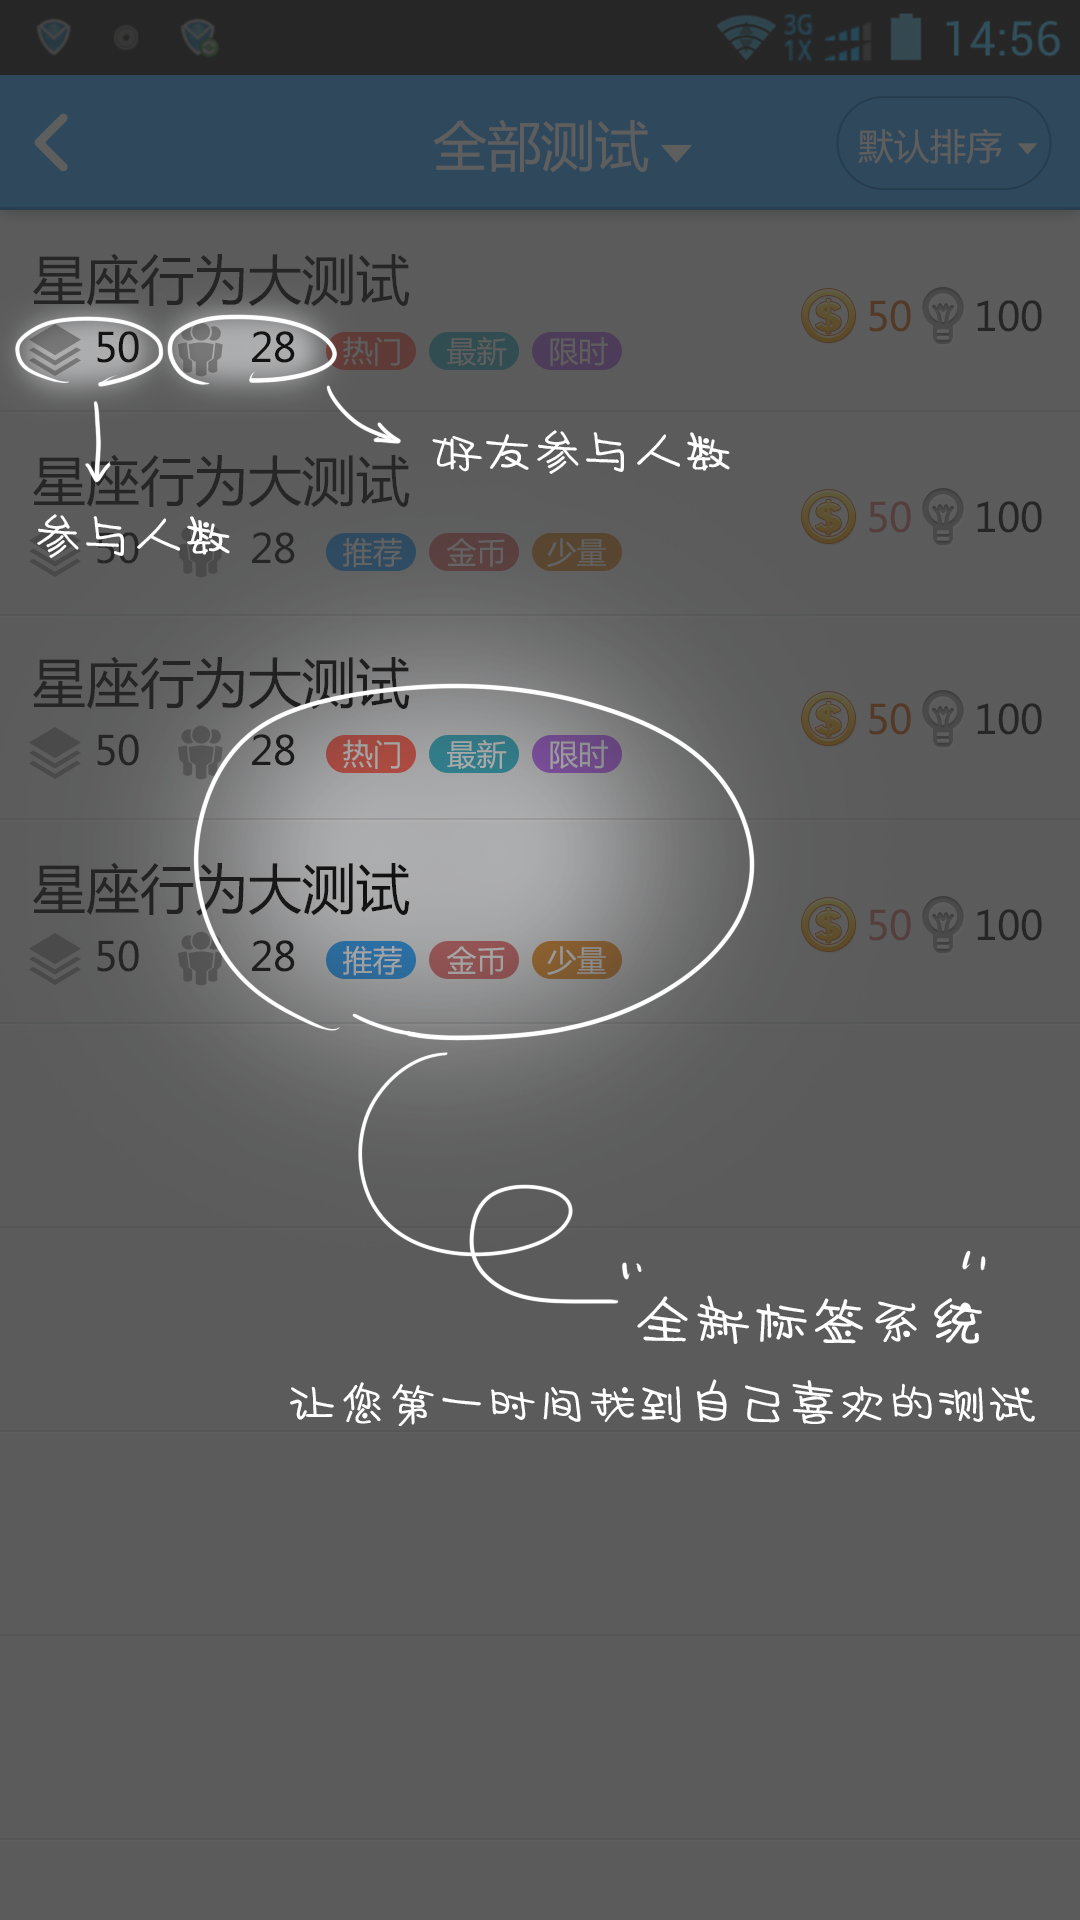 3G
1X
14:56
全部测试
默认排序
星座行为大测试
50 28 热门 最新 限时
50 100
好友参与人数
星座行为大测试
参与人数
50 28 推荐 金币 少量
50 100
星座行为大测试
50 28 热门 最新 限时
50 100
星座行为大测试
50 28 推荐 金币 少量
50 100
"全新标签系统"
让您第一时间找到自己喜欢的测试